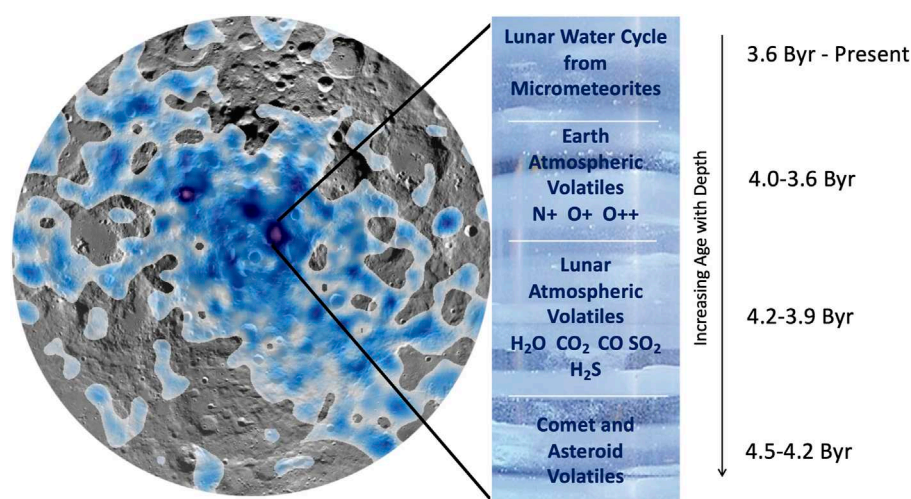 Lunar Water Cycle
from
Micrometeorites
3.6 Byr - Present
Earth
Atmospheric
Volatiles
N+ O+ O++
4.0-3.6 Byr
Lunar
Atmospheric
Volatiles
H₂O CO₂ CO SO₂
H₂S
4.2-3.9 Byr
Comet and
Asteroid
Volatiles
4.5-4.2 Byr
Increasing Age with Depth